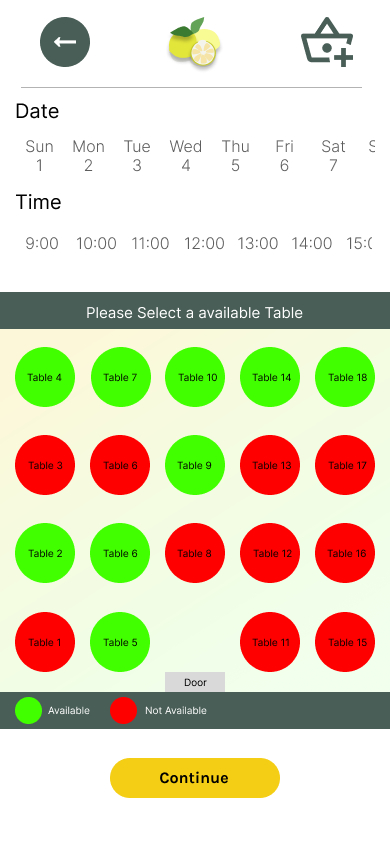 Date
Sun Mon Tue Wed Thu Fri Sat S
1 2 3 4 5 6 7
Time
9:00 10:00 11:00 12:00 13:00 14:00 15:0
Please Select a available Table
Table 4 Table 7 Table 10 Table 14 Table 18
Table 3 Table 6 Table 9 Table 13 Table 17
Table 2 Table 6 Table 8 Table 12 Table 16
Table 1 Table 5 Table 11 Table 15
Door
Available Not Available
Continue